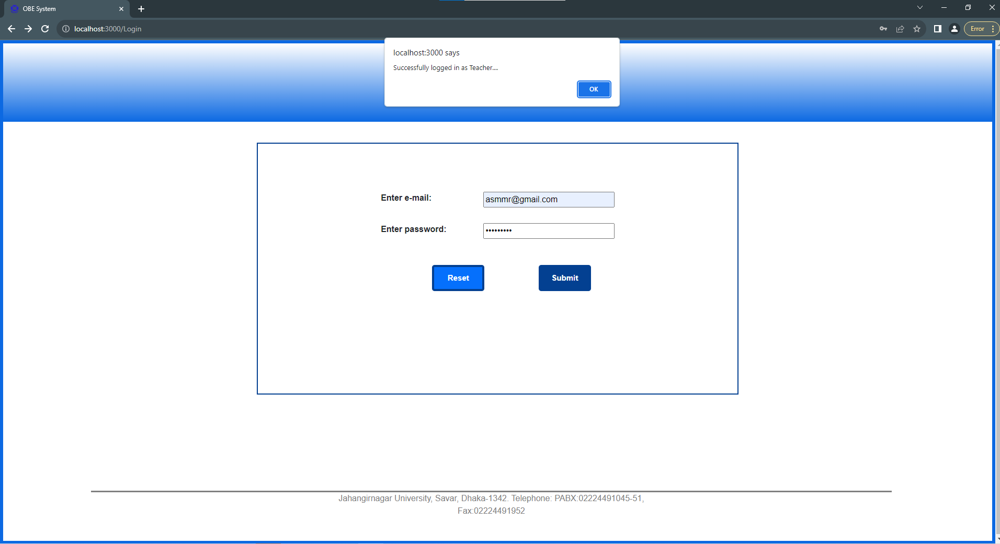 OBE System
localhost:3000/Login
Error
localhost:3000 says
Successfully logged in as Teacher....
OK
Enter e-mail:
asmmr@gmail.com
Enter password:
•••••••••
Reset
Submit
Jahangirnagar University, Savar, Dhaka-1342. Telephone: PABX:02224491045-51,
Fax:02224491952